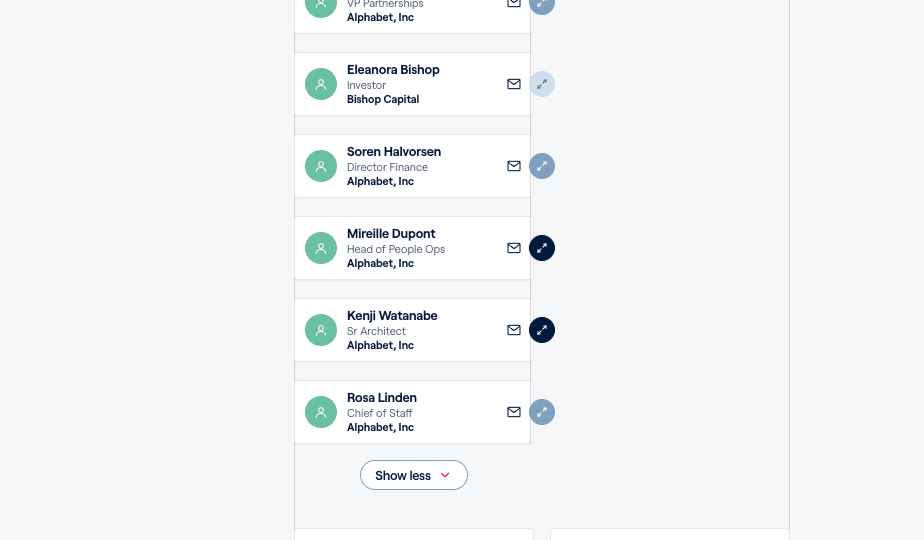 VP Partnerships
Alphabet, Inc
Eleanora Bishop
Investor
Bishop Capital
Soren Halvorsen
Director Finance
Alphabet, Inc
Mireille Dupont
Head of People Ops
Alphabet, Inc
Kenji Watanabe
Sr Architect
Alphabet, Inc
Rosa Linden
Chief of Staff
Alphabet, Inc
Show less